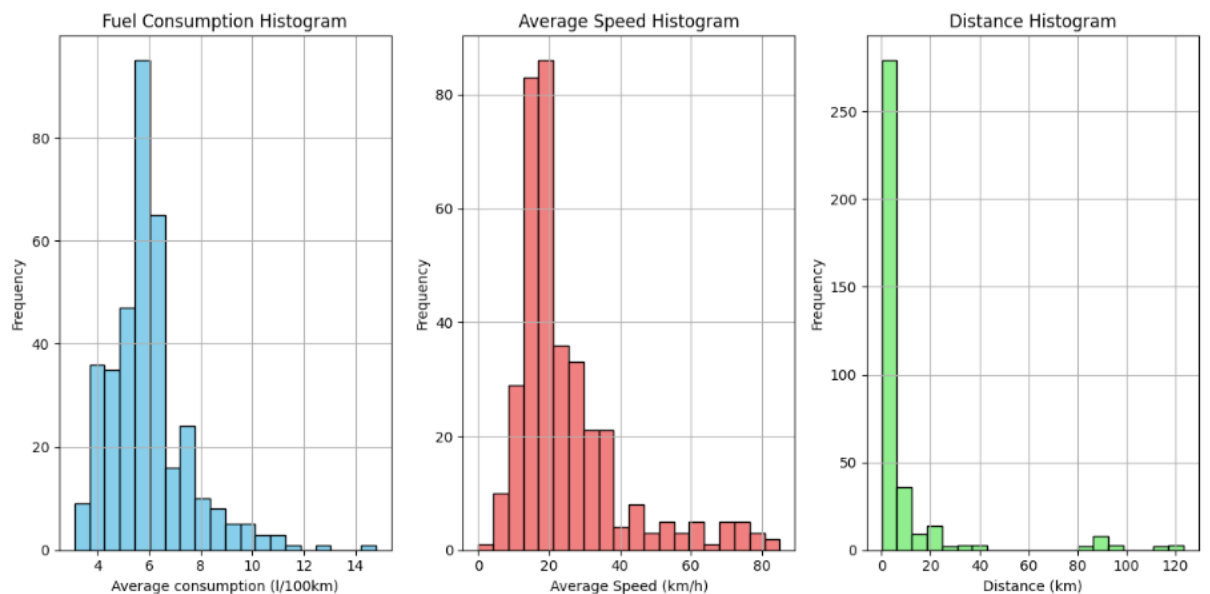 Fuel Consumption Histogram
Frequency
80
60
40
20
0
4 6 8 10 12 14
Average consumption (l/100km)
Average Speed Histogram
Frequency
80
60
40
20
0
0 20 40 60 80
Average Speed (km/h)
Distance Histogram
Frequency
250
200
150
100
50
0
0 20 40 60 80 100 120
Distance (km)